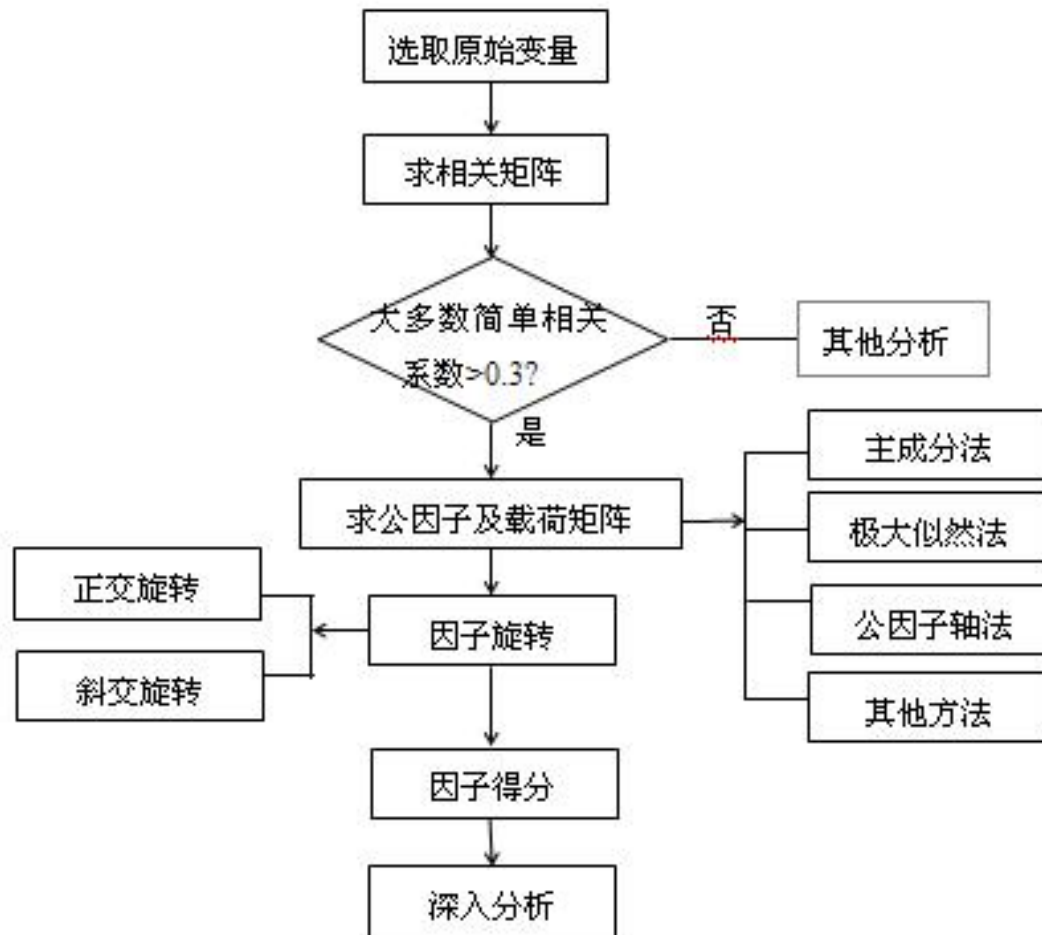 选取原始变量
求相关矩阵
大多数简单相关
系数>0.3?
否
其他分析
是
求公因子及载荷矩阵
主成分法
极大似然法
公因子轴法
其他方法
因子旋转
正交旋转
斜交旋转
因子得分
深入分析